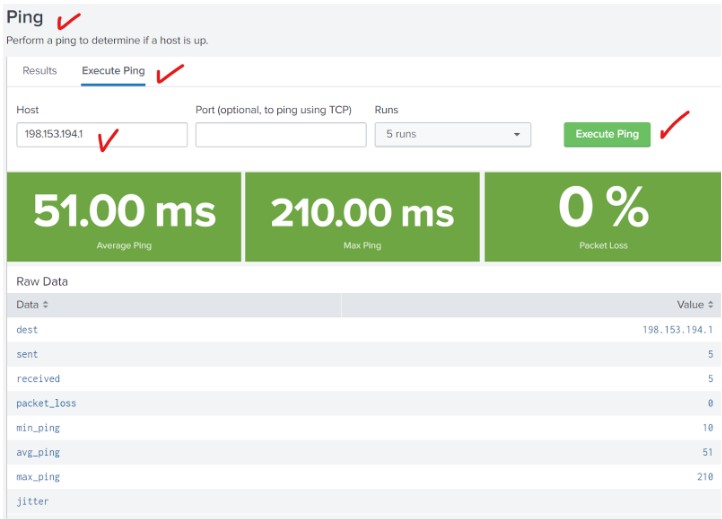 Ping
Perform a ping to determine if a host is up.
Results Execute Ping
Host Port (optional, to ping using TCP) Runs
198.153.194.1 5 runs Execute Ping
51.00 ms 210.00 ms 0 %
Average Ping Max Ping Packet Loss
Raw Data
Data Value
dest 198.153.194.1
sent 5
received 5
packet_loss 0
min_ping 10
avg_ping 51
max_ping 210
jitter